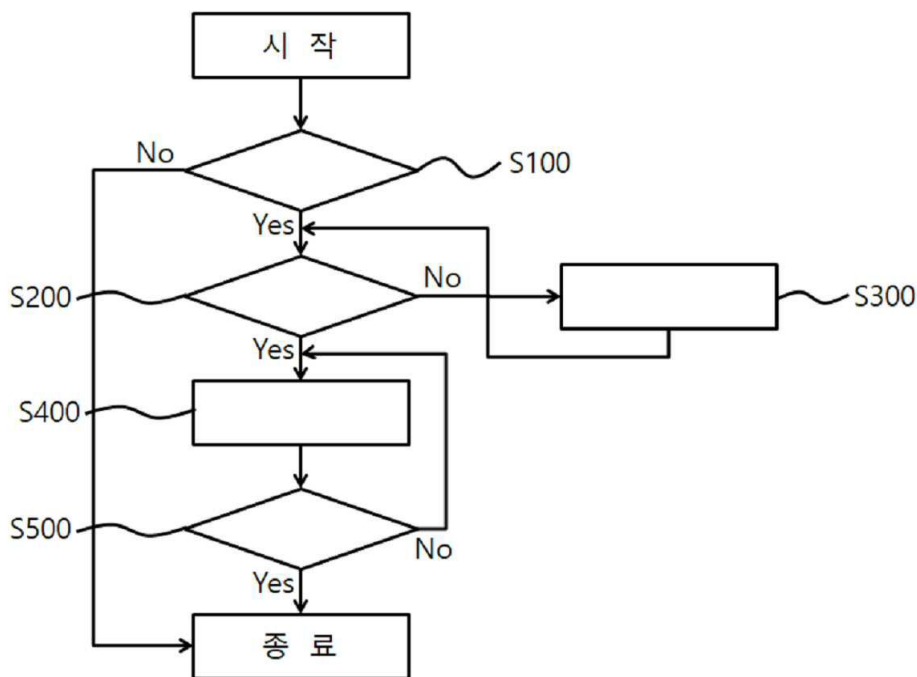 시 작
No
S100
Yes
No
S200
S300
Yes
S400
S500
No
Yes
종 료